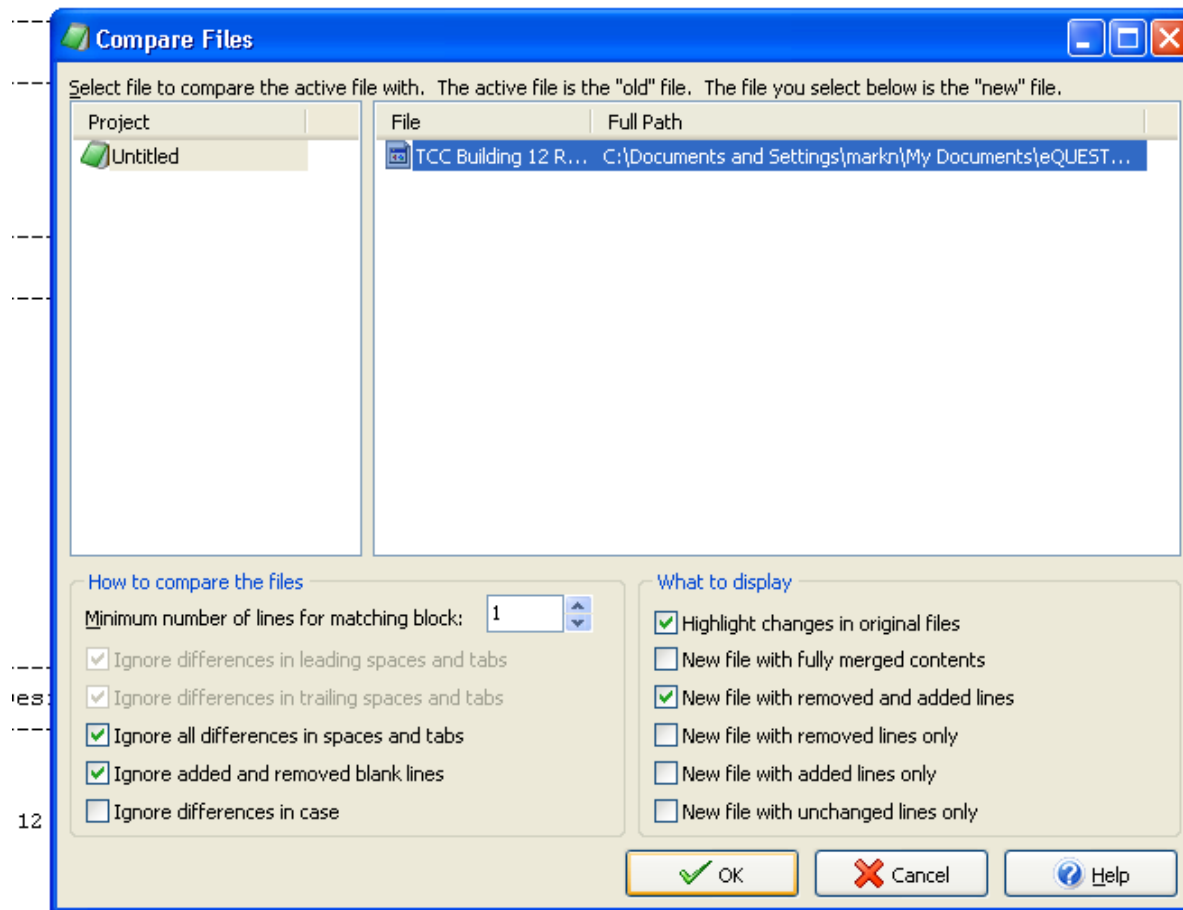 Compare Files
Select file to compare the active file with.  The active file is the "old" file.  The file you select below is the "new" file.
Project
File Full Path
Untitled
TCC Building 12 R... C:\Documents and Settings\markn\My Documents\eQUEST...
How to compare the files
Minimum number of lines for matching block: 1
Ignore differences in leading spaces and tabs
Ignore differences in trailing spaces and tabs
Ignore all differences in spaces and tabs
Ignore added and removed blank lines
Ignore differences in case
What to display
Highlight changes in original files
New file with fully merged contents
New file with removed and added lines
New file with removed lines only
New file with added lines only
New file with unchanged lines only
12
OK Cancel Help